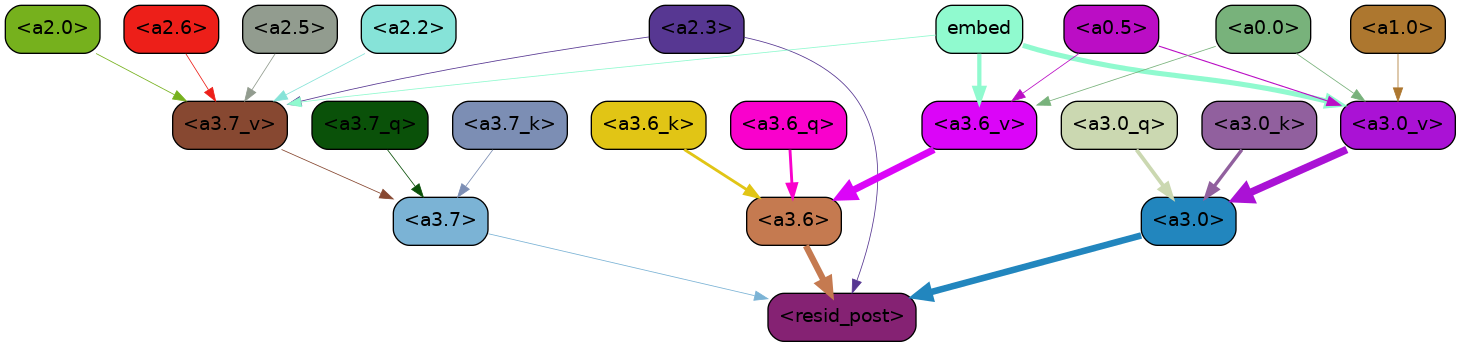 <a2.0> <a2.6> <a2.5> <a2.2> <a2.3> embed <a0.5> <a0.0> <a1.0>
<a3.7_v> <a3.7_q> <a3.7_k> <a3.6_k> <a3.6_q> <a3.6_v> <a3.0_q> <a3.0_k> <a3.0_v>
<a3.7> <a3.6> <a3.0>
<resid_post>